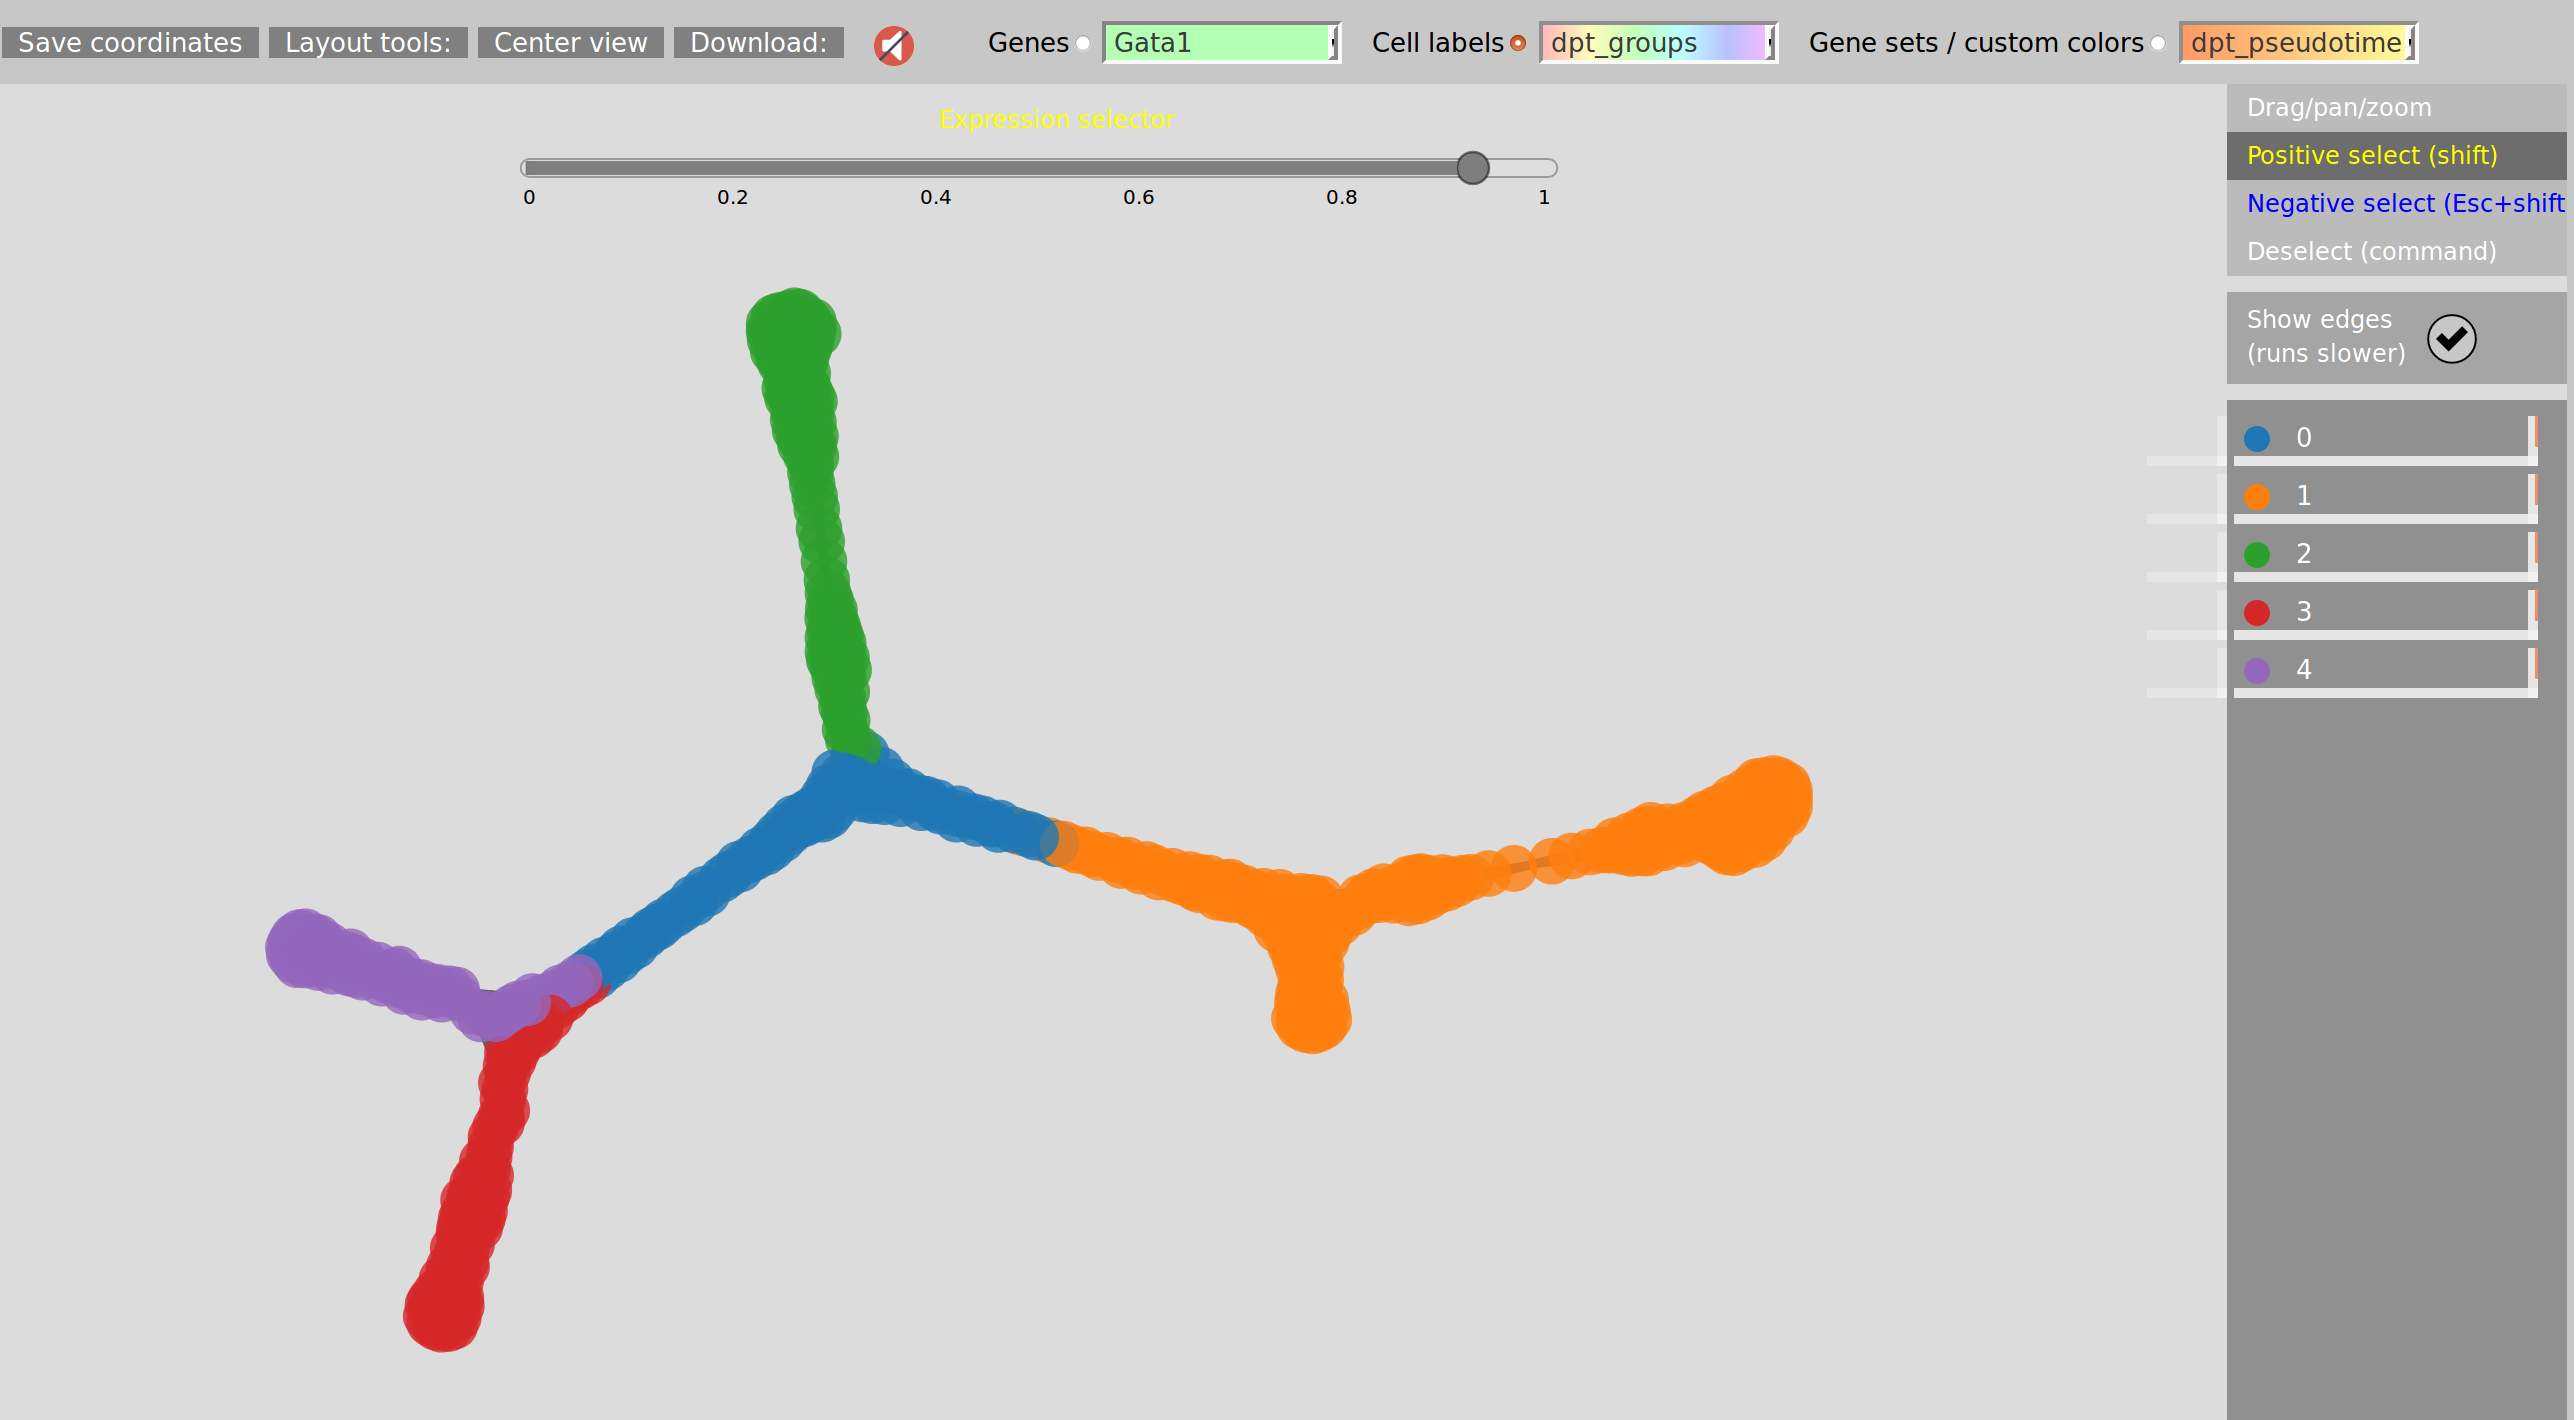 Save coordinates
Layout tools:
Center view
Download:
Genes
Gata1
Cell labels
dpt_groups
Gene sets / custom colors
dpt_pseudotime
Expression selector
0 0.2 0.4 0.6 0.8 1
Drag/pan/zoom
Positive select (shift)
Negative select (Esc+shift
Deselect (command)
Show edges
(runs slower)
0
1
2
3
4